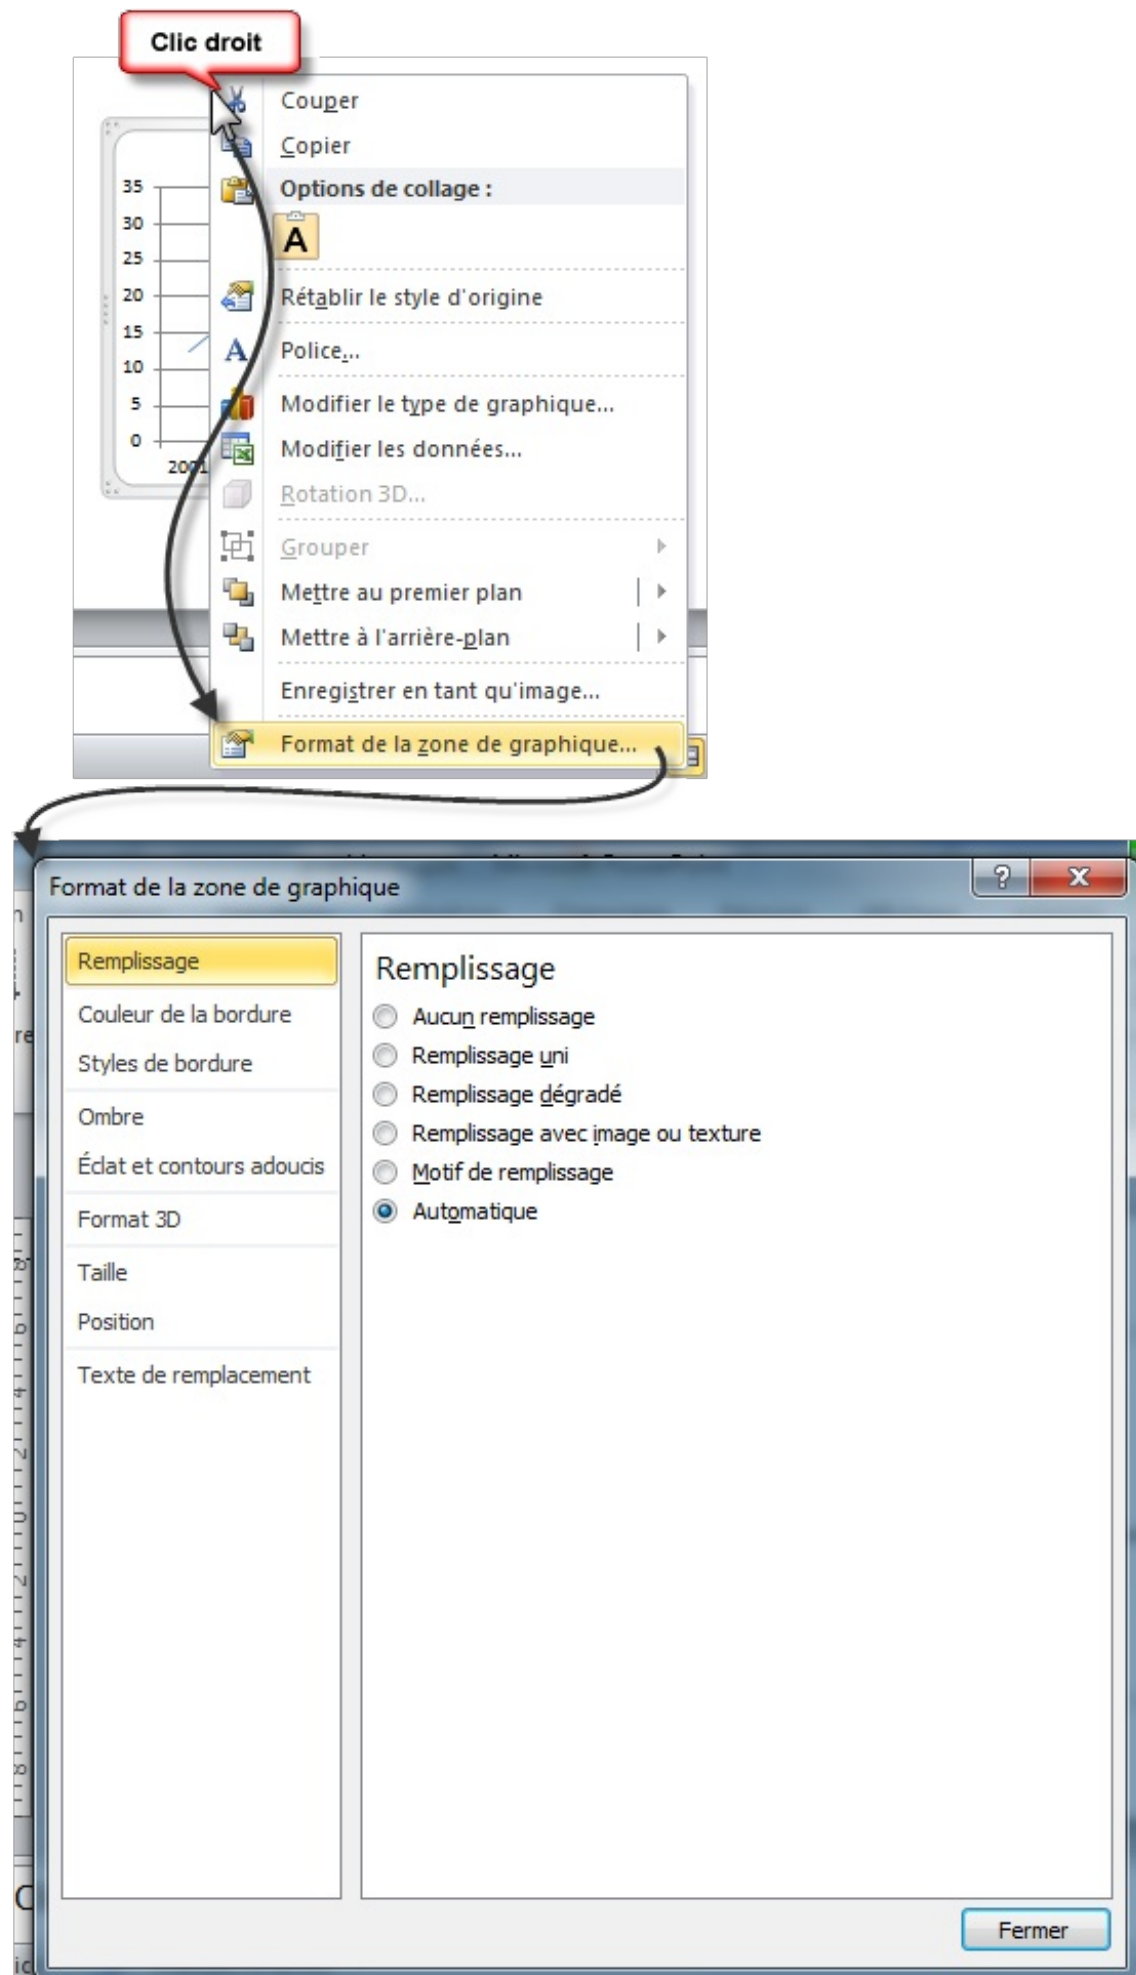 Clic droit
Couper
Copier
Options de collage :
A
35
30
25
Rétablir le style d'origine
20
15
A Police...
10
Modifier le type de graphique...
5
Modifier les données...
0
2001
Rotation 3D...
Grouper
Mettre au premier plan
Mettre à l'arrière-plan
Enregistrer en tant qu'image...
Format de la zone de graphique...
Format de la zone de graphique
?
Remplissage
Couleur de la bordure
Styles de bordure
Ombre
Éclat et contours adoucis
Format 3D
Taille
Position
Texte de remplacement
Remplissage
Aucun remplissage
Remplissage uni
Remplissage dégradé
Remplissage avec image ou texture
Motif de remplissage
Automatique
Fermer